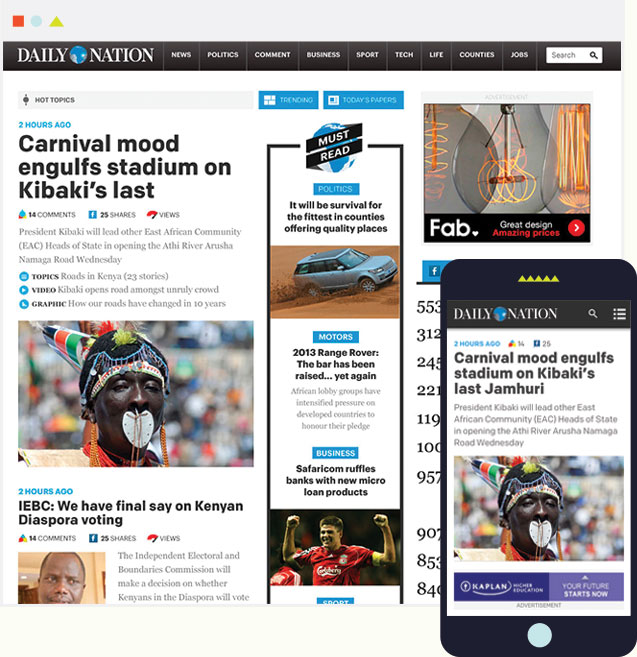 DAILY NATION
NEWS
POLITICS
COMMENT
BUSINESS
SPORT
TECH
LIFE
COUNTIES
JOBS
Search
HOT TOPICS
TRENDING
TODAY'S PAPERS
2 HOURS AGO
Carnival mood
engulfs stadium on
Kibaki's last
14 COMMENTS
25 SHARES
VIEWS
President Kibaki will lead other East African Community
(EAC) Heads of State in opening the Athi River Arusha
Namaga Road Wednesday
TOPICS Roads in Kenya (23 stories)
VIDEO Kibaki opens road amongst unruly crowd
GRAPHIC How our roads have changed in 10 years
2 HOURS AGO
IEBC: We have final say on Kenyan
Diaspora voting
14 COMMENTS
25 SHARES
VIEWS
The Independent Electoral and
Boundaries Commission will
make a decision on whether
Kenyans in the Diaspora will vote
MUST
READ
POLITICS
It will be survival for
the fittest in counties
offering quality places
MOTORS
2013 Range Rover:
The bar has been
raised... yet again
African lobby groups have
intensified pressure on
developed countries to
honour their pledge
BUSINESS
Safaricom ruffles
banks with new micro
loan products
Carlsberg
SPORT
ADVERTISEMENT
Fab.
Great design
Amazing prices
553
312
245
221
119
100
957
907
853
840
DAILY NATION
2 HOURS AGO
14
25
Carnival mood engulfs
stadium on Kibaki's
last Jamhuri
President Kibaki will lead other East
African Community (EAC) Heads of State
in opening the Athi River Arusha Namaga
Road Wednesday
KAPLAN HIGHER EDUCATION
YOUR FUTURE
STARTS NOW
ADVERTISEMENT